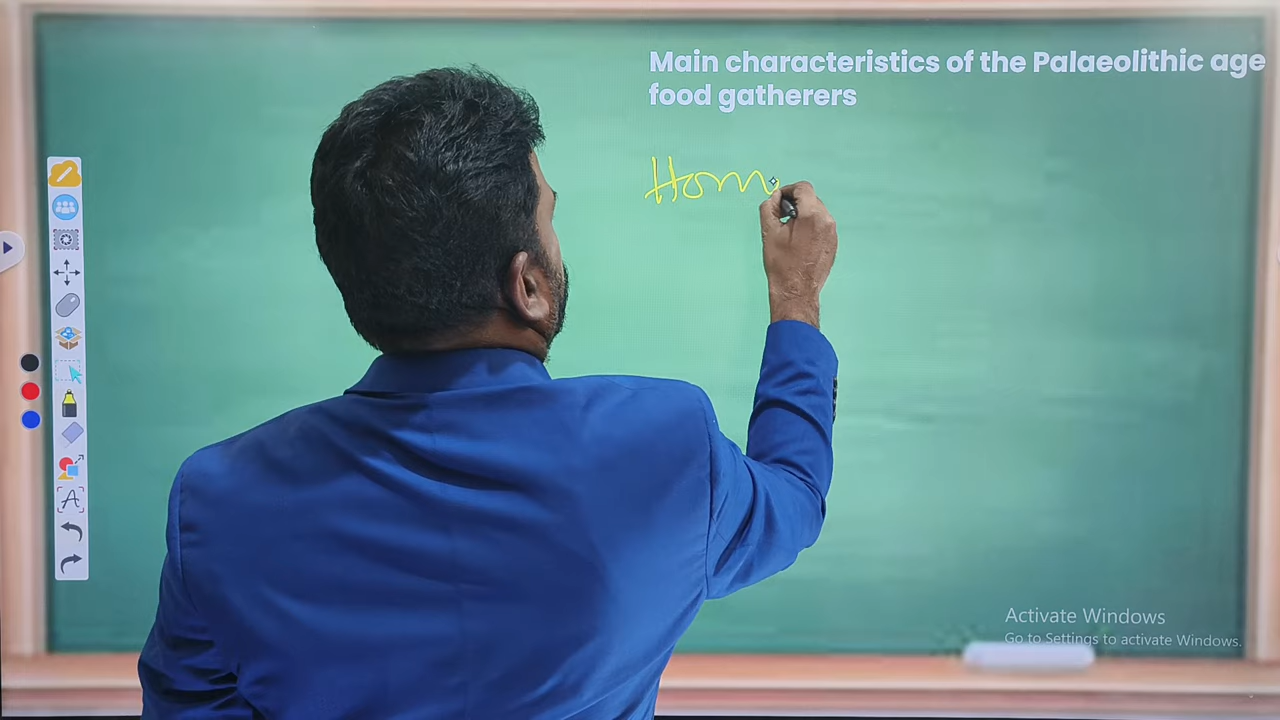 Main characteristics of the Palaeolithic age
food gatherers
Hom
Activate Windows
Go to Settings to activate Windows.